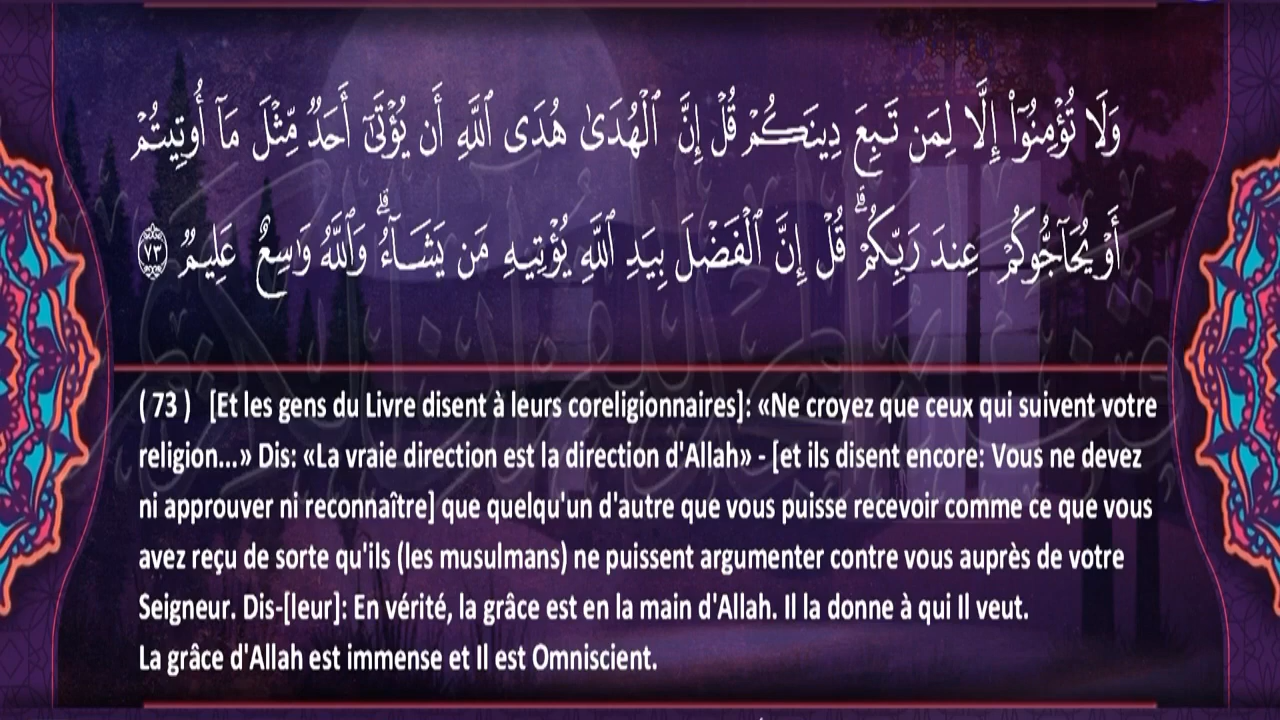 وَلَا تُؤْمِنُوٓا۟ إِلَّا لِمَن تَبِعَ دِينَكُمْ قُلْ إِنَّ ٱلْهُدَىٰ هُدَى ٱللَّهِ أَن يُؤْتَىٰٓ أَحَدٌ مِّثْلَ مَآ أُوتِيتُمْ
أَوْ يُحَآجُّوكُمْ عِندَ رَبِّكُمْ ۗ قُلْ إِنَّ ٱلْفَضْلَ بِيَدِ ٱللَّهِ يُؤْتِيهِ مَن يَشَآءُ ۗ وَٱللَّهُ وَٰسِعٌ عَلِيمٌ ﴿٧٣﴾
( 73 ) [Et les gens du Livre disent à leurs coreligionnaires]: «Ne croyez que ceux qui suivent votre
religion...» Dis: «La vraie direction est la direction d'Allah» - [et ils disent encore: Vous ne devez
ni approuver ni reconnaître] que quelqu'un d'autre que vous puisse recevoir comme ce que vous
avez reçu de sorte qu'ils (les musulmans) ne puissent argumenter contre vous auprès de votre
Seigneur. Dis-[leur]: En vérité, la grâce est en la main d'Allah. Il la donne à qui Il veut.
La grâce d'Allah est immense et Il est Omniscient.